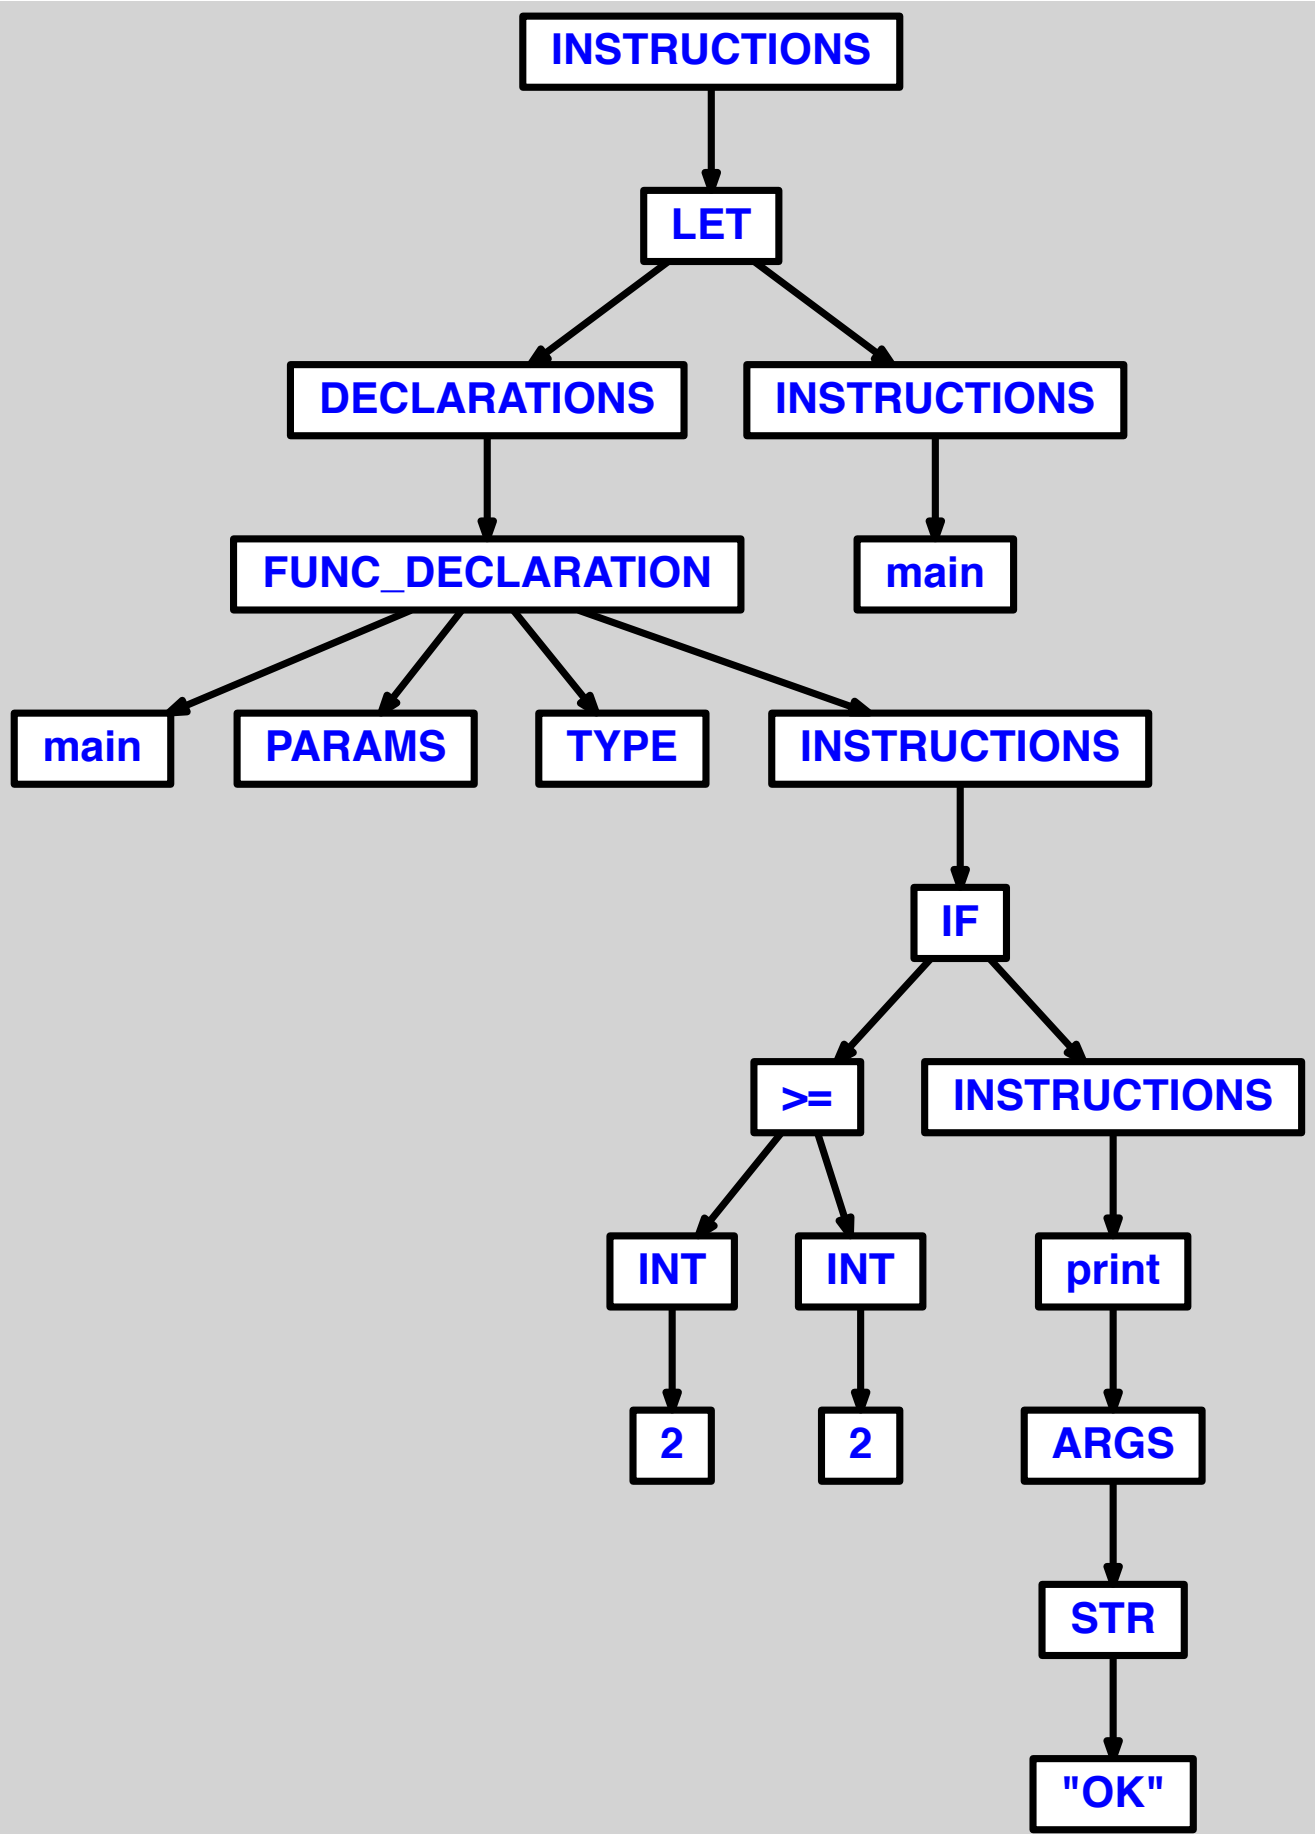 INSTRUCTIONS
LET
DECLARATIONS INSTRUCTIONS
FUNC_DECLARATION main
main PARAMS TYPE INSTRUCTIONS
IF
>= INSTRUCTIONS
INT INT print
2 2 ARGS
STR
"OK"